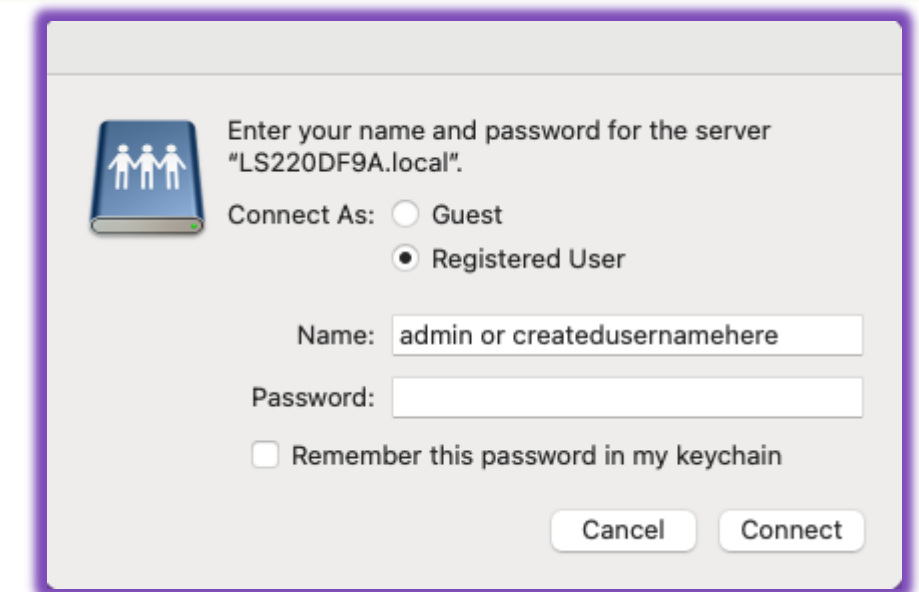 Enter your name and password for the server
“LS220DF9A.local”.
Connect As: Guest
Registered User
Name: admin or createdusernamehere
Password:
Remember this password in my keychain
Cancel Connect